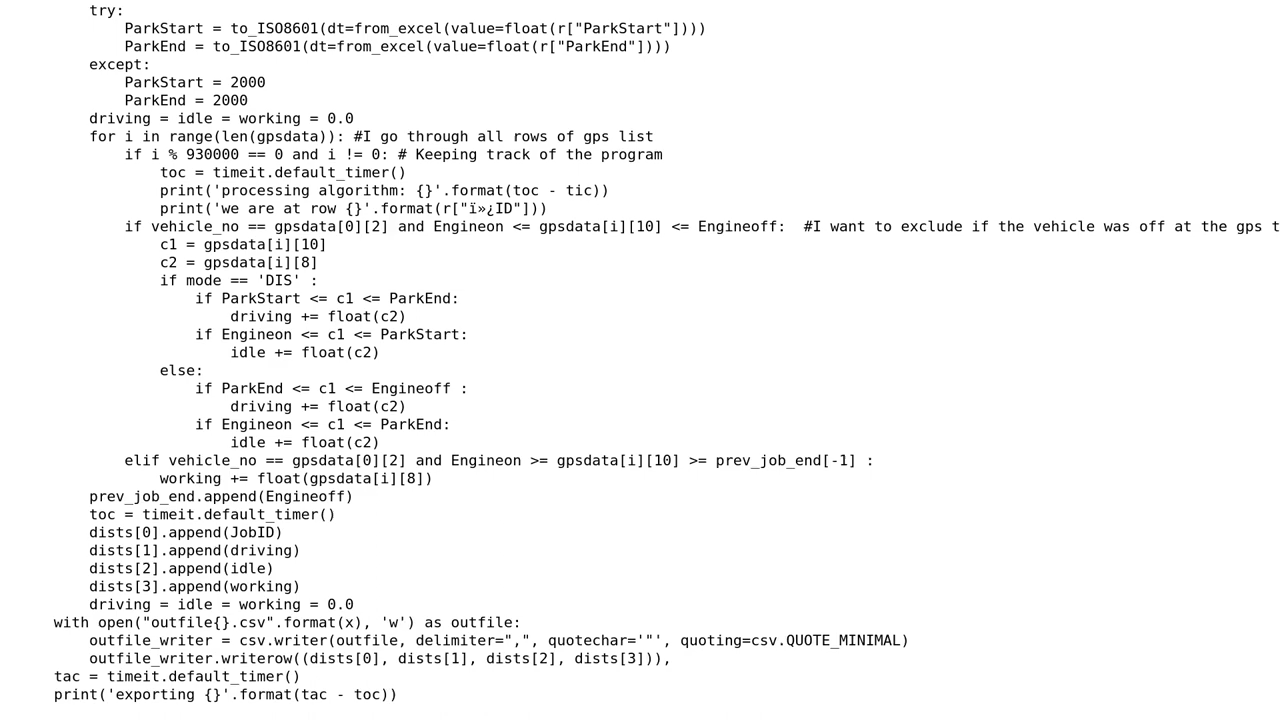 try:
    ParkStart = to_ISO8601(dt=from_excel(value=float(r["ParkStart"])))
    ParkEnd = to_ISO8601(dt=from_excel(value=float(r["ParkEnd"])))
except:
    ParkStart = 2000
    ParkEnd = 2000
driving = idle = working = 0.0
for i in range(len(gpsdata)): #I go through all rows of gps list
    if i % 930000 == 0 and i != 0: # Keeping track of the program
        toc = timeit.default_timer()
        print('processing algorithm: {}'.format(toc - tic))
        print('we are at row {}'.format(r["ï»¿ID"]))
    if vehicle_no == gpsdata[0][2] and Engineon <= gpsdata[i][10] <= Engineoff:  #I want to exclude if the vehicle was off at the gps t
        c1 = gpsdata[i][10]
        c2 = gpsdata[i][8]
        if mode == 'DIS' :
            if ParkStart <= c1 <= ParkEnd:
                driving += float(c2)
            if Engineon <= c1 <= ParkStart:
                idle += float(c2)
        else:
            if ParkEnd <= c1 <= Engineoff :
                driving += float(c2)
            if Engineon <= c1 <= ParkEnd:
                idle += float(c2)
    elif vehicle_no == gpsdata[0][2] and Engineon >= gpsdata[i][10] >= prev_job_end[-1] :
        working += float(gpsdata[i][8])
prev_job_end.append(Engineoff)
toc = timeit.default_timer()
dists[0].append(JobID)
dists[1].append(driving)
dists[2].append(idle)
dists[3].append(working)
driving = idle = working = 0.0
with open("outfile{}.csv".format(x), 'w') as outfile:
    outfile_writer = csv.writer(outfile, delimiter=",", quotechar='"', quoting=csv.QUOTE_MINIMAL)
    outfile_writer.writerow((dists[0], dists[1], dists[2], dists[3])),
tac = timeit.default_timer()
print('exporting {}'.format(tac - toc))